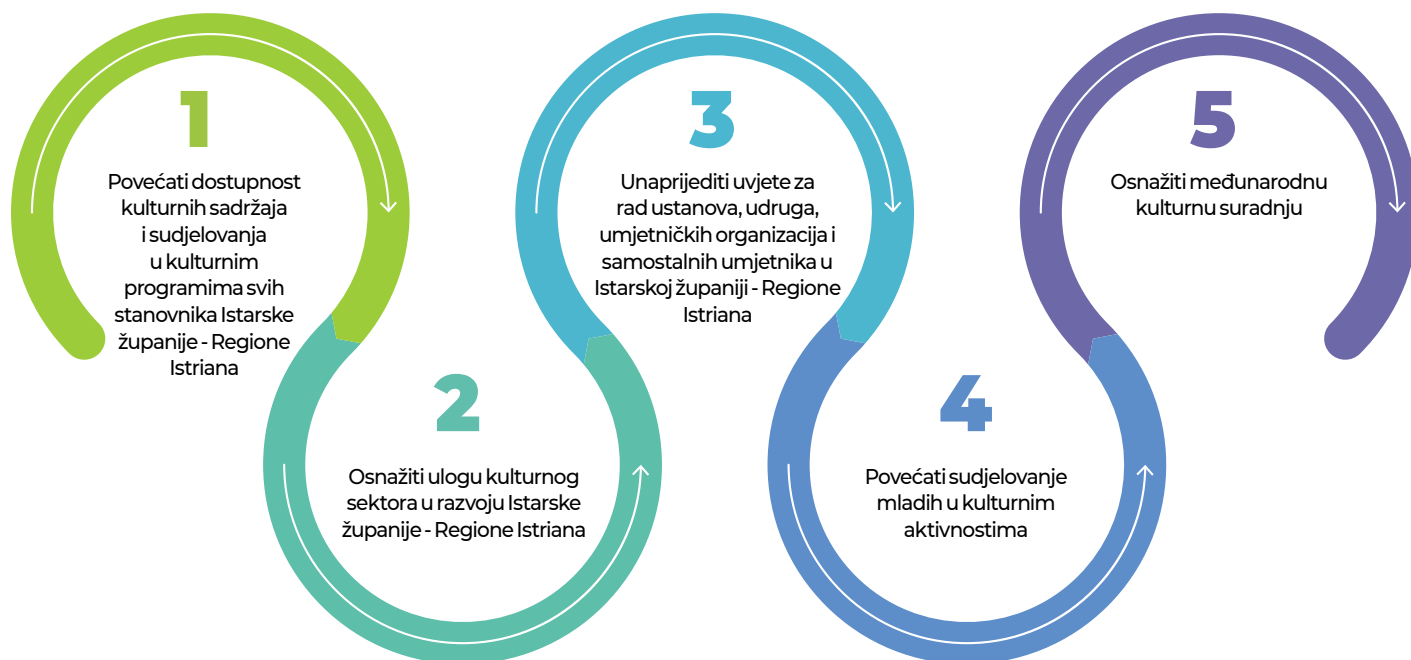 1
Povećati dostupnost
kulturnih sadržaja
i sudjelovanja
u kulturnim
programima svih
stanovnika Istarske
županije - Regione
Istriana
2
Osnažiti ulogu kulturnog
sektora u razvoju Istarske
županije - Regione Istriana
3
Unaprijediti uvjete za
rad ustanova, udruga,
umjetničkih organizacija i
samostalnih umjetnika u
Istarskoj županiji - Regione
Istriana
4
Povećati sudjelovanje
mladih u kulturnim
aktivnostima
5
Osnažiti međunarodnu
kulturnu suradnju